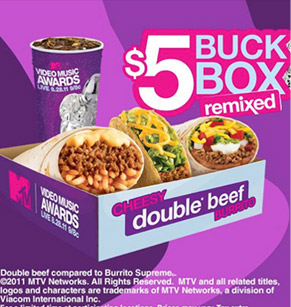 $5 BUCK
BOX
remixed
VIDEO MUSIC
AWARDS
LIVE 8.28.11 9/8c
MTV
VIDEO MUSIC
AWARDS
LIVE 8.28.11 9/8c
CHEESY
double beef
BURRITO
Double beef compared to Burrito Supreme.
©2011 MTV Networks. All Rights Reserved. MTV and all related titles,
logos and characters are trademarks of MTV Networks, a division of
Viacom International Inc.